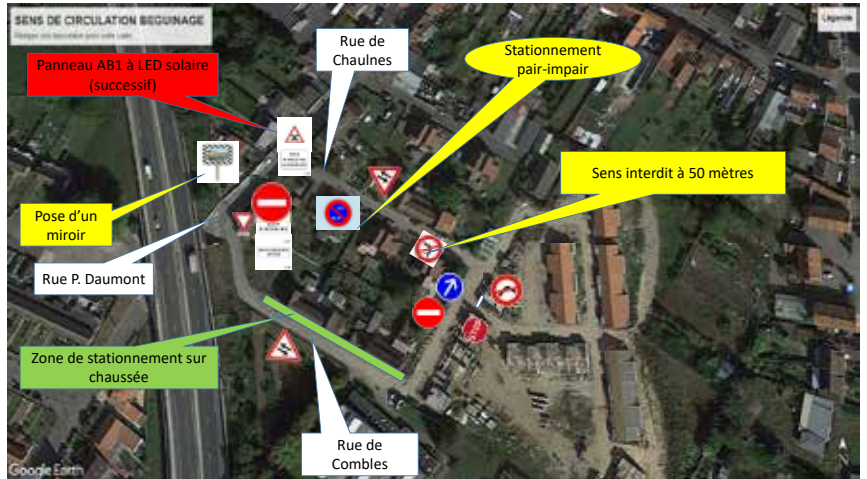 SENS DE CIRCULATION BEGUINAGE
Légende
Rue de
Chaulnes
Stationnement
pair-impair
Panneau AB1 à LED solaire
(successif)
Sens interdit à 50 mètres
Pose d'un
miroir
Rue P. Daumont
STOP
Zone de stationnement sur
chaussée
Rue de
Combles
Google Earth
N